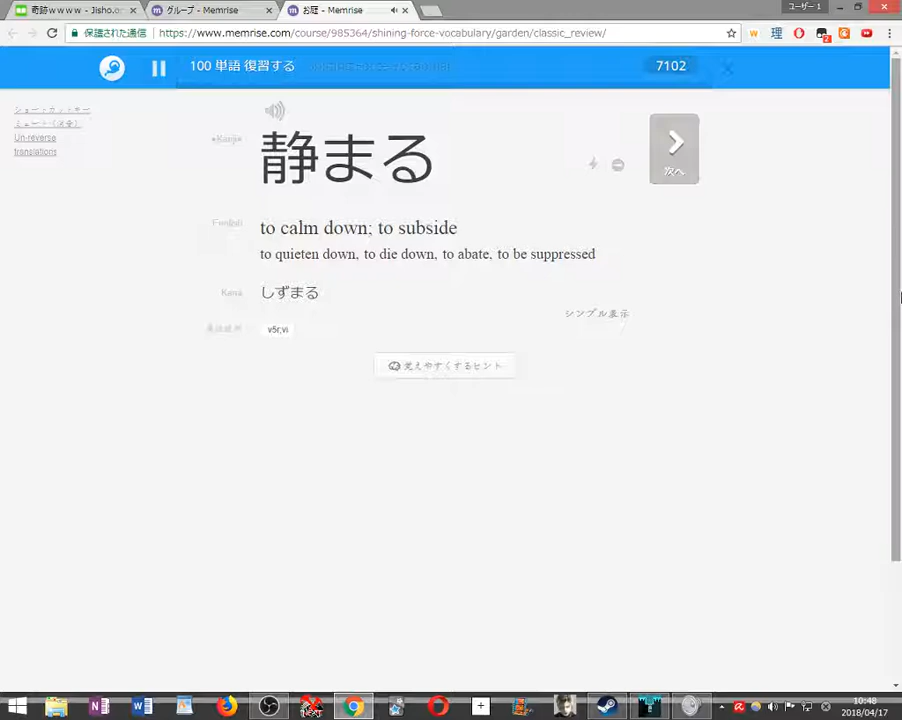 奇跡ｗｗｗｗ - Jisho.o
グループ - Memrise
お庭 - Memrise
ユーザー 1
保護された通信
https://www.memrise.com/course/985364/shining-force-vocabulary/garden/classic_review/
100 単語 復習する
7102
ショートカットキー
Un-reverse
translations
Kanji
静まる
次へ
to calm down; to subside
to quieten down, to die down, to abate, to be suppressed
Kana
しずまる
シンプル表示
v5r;vi
覚えやすくするヒント
10:48
2018/04/17